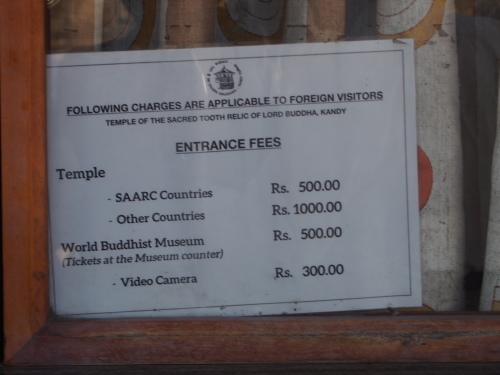 FOLLOWING CHARGES ARE APPLICABLE TO FOREIGN VISITORS
TEMPLE OF THE SACRED TOOTH RELIC OF LORD BUDDHA, KANDY
ENTRANCE FEES
Temple
- SAARC Countries Rs. 500.00
- Other Countries Rs. 1000.00
World Buddhist Museum Rs. 500.00
(Tickets at the Museum counter)
- Video Camera Rs. 300.00